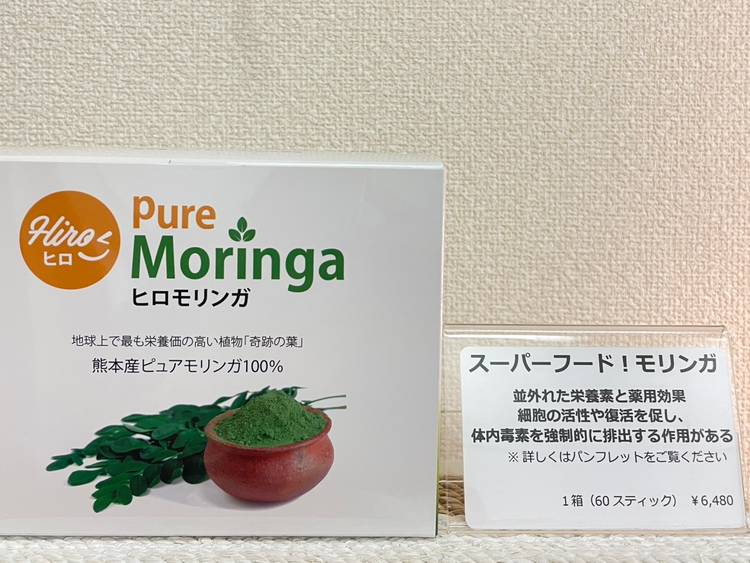 Hiro
ヒロ
Pure
Moringa
ヒロモリンガ
地球上で最も栄養価の高い植物「奇跡の葉」
熊本産ピュアモリンガ100%
スーパーフード！モリンガ
並外れた栄養素と薬用効果
細胞の活性や復活を促し、
体内毒素を強制的に排出する作用がある
※ 詳しくはパンフレットをご覧ください
1箱（60スティック） ￥6,480